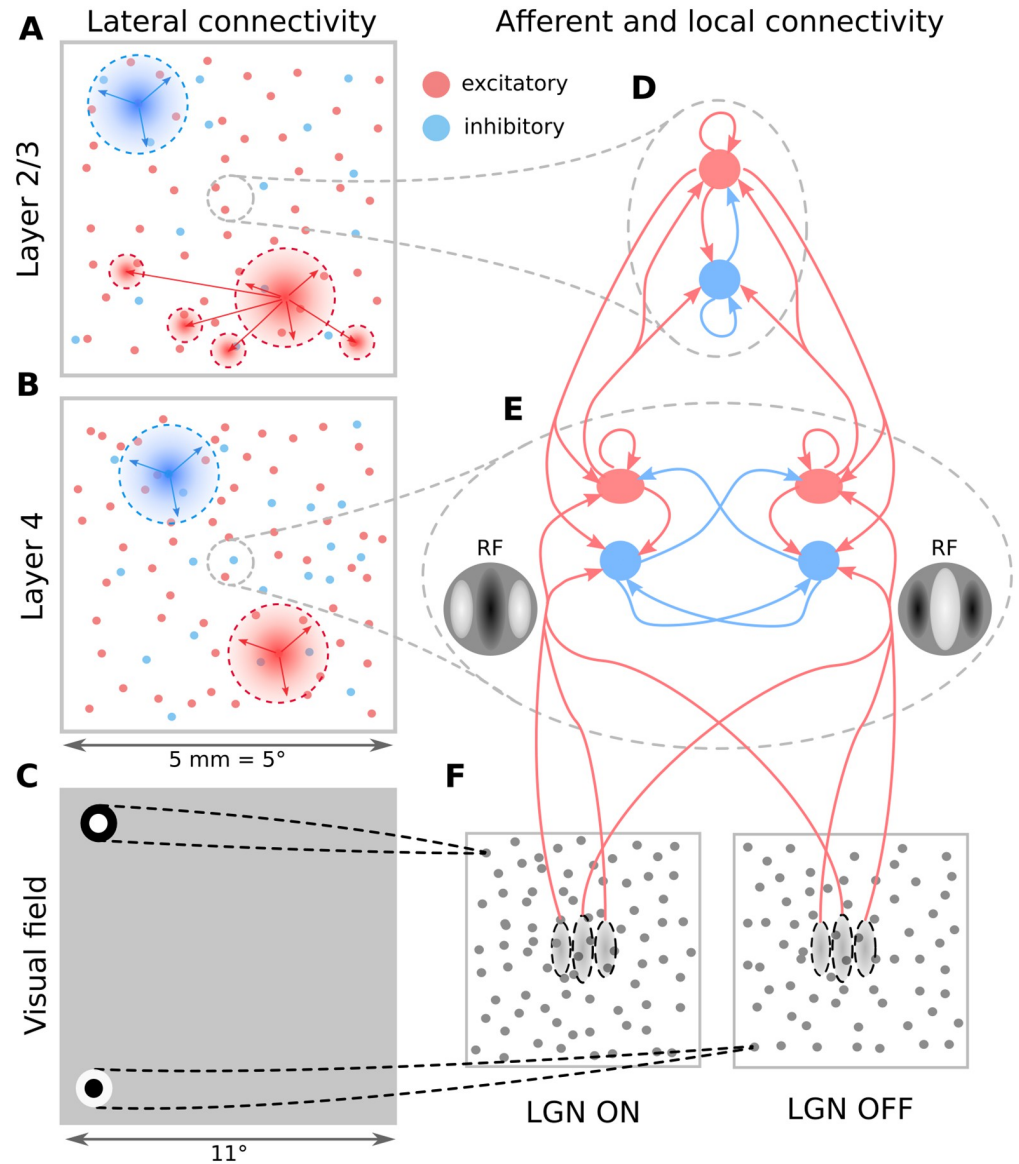 Lateral connectivity
Afferent and local connectivity
A
Layer 2/3
excitatory
inhibitory
D
B
Layer 4
E
RF
RF
5 mm = 5°
C
Visual field
F
11°
LGN ON
LGN OFF